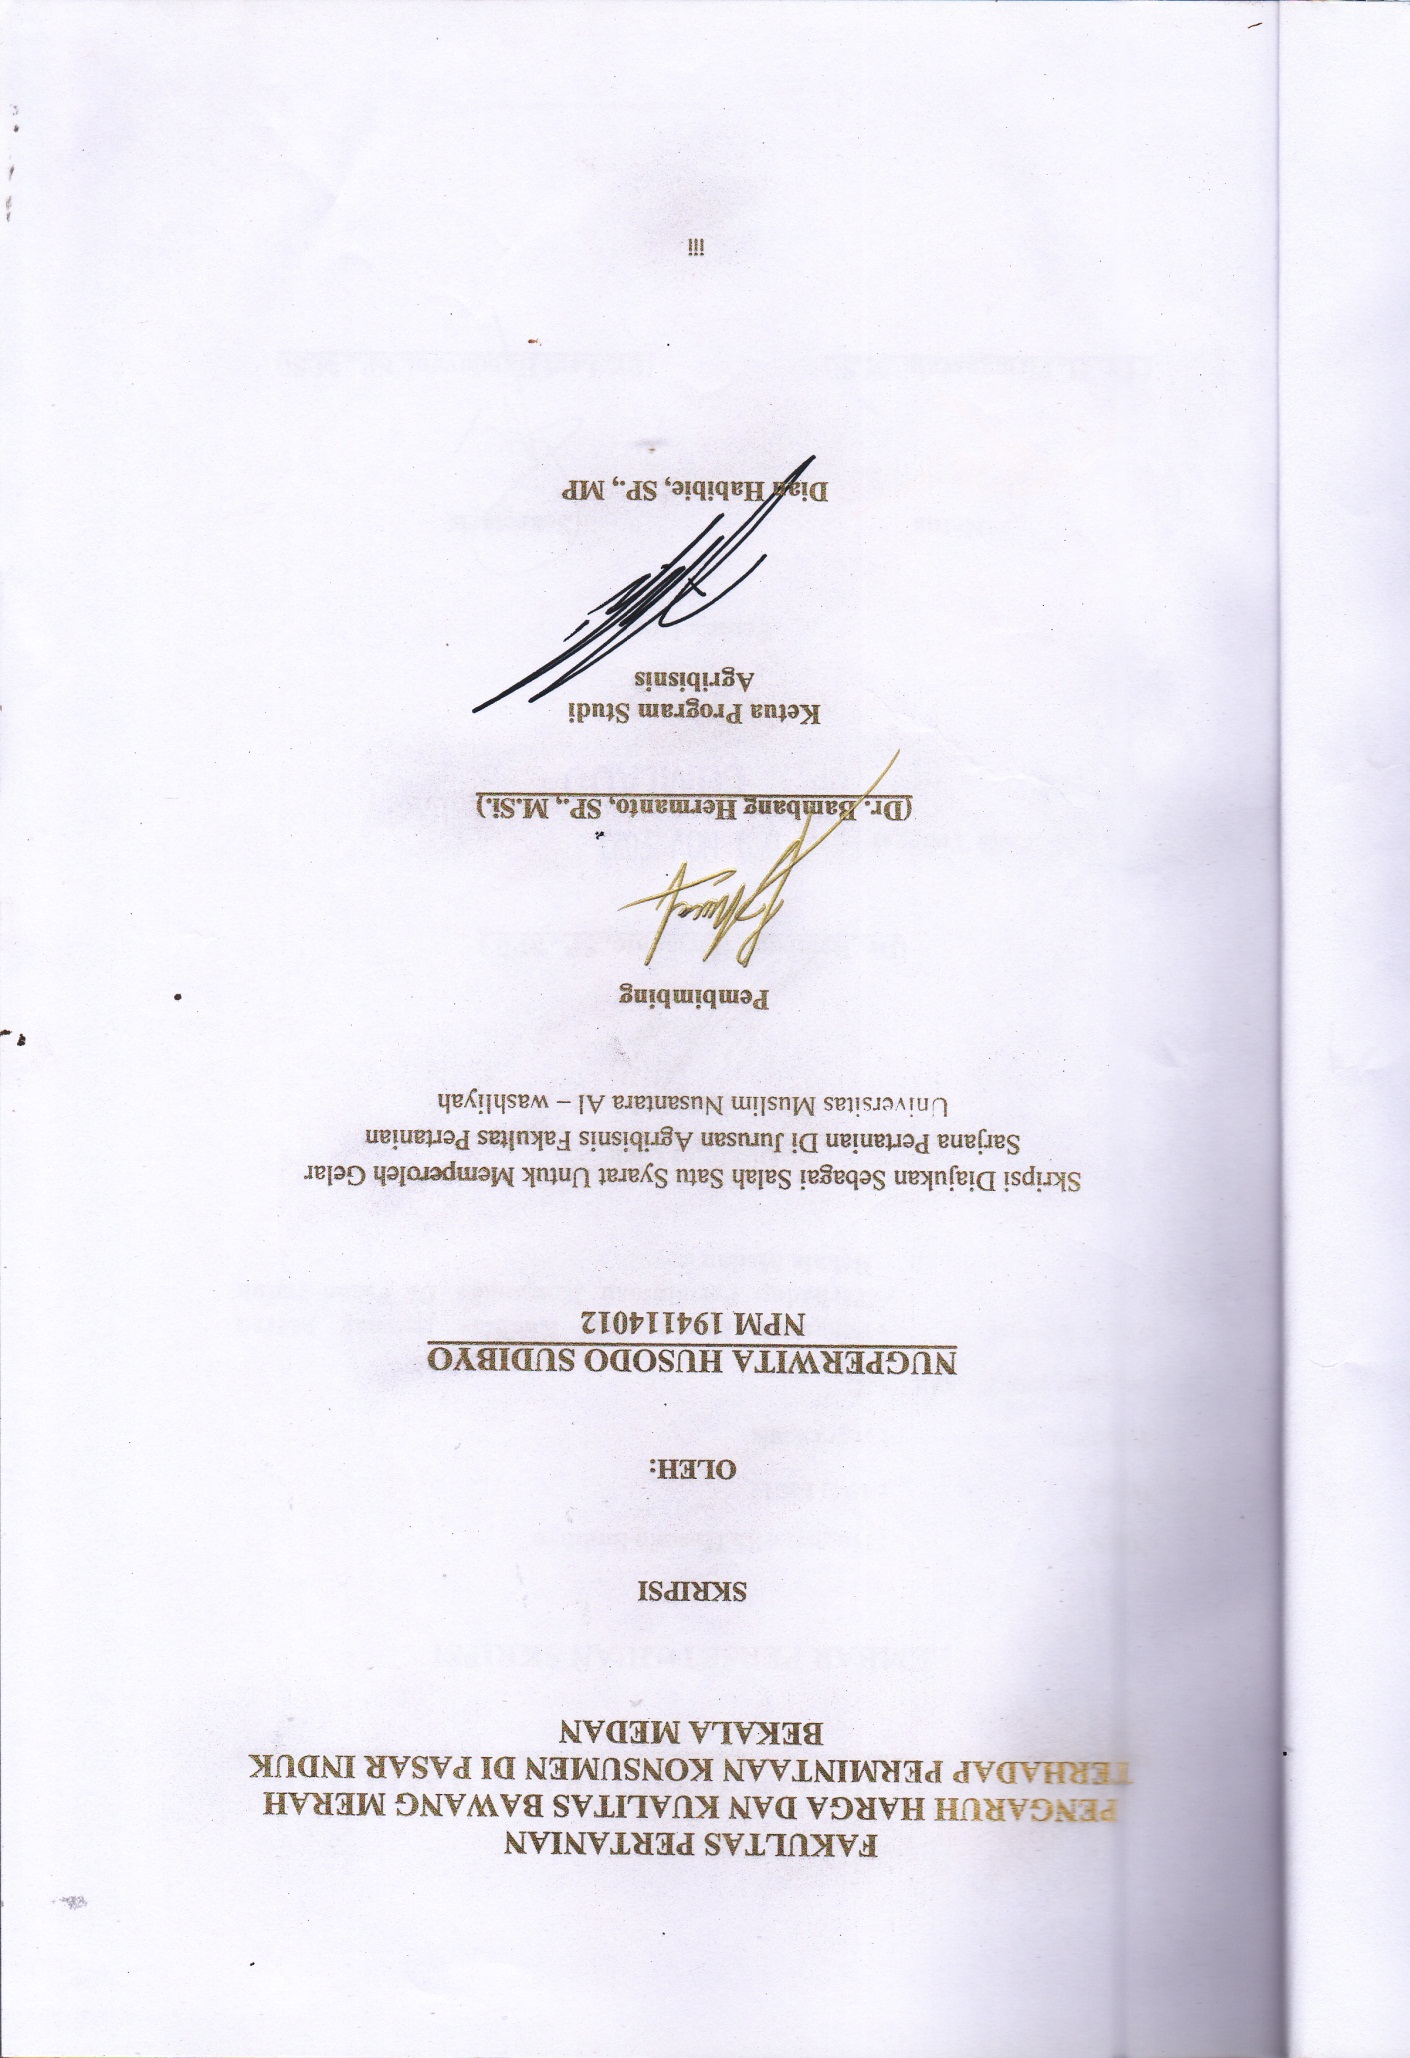 FAKULTAS PERTANIAN
PENGARUH HARGA DAN KUALITAS BAWANG MERAH
TERHADAP PERMINTAAN KONSUMEN DI PASAR INDUK
BEKALA MEDAN
SKRIPSI
OLEH:
NUGPERWITA HUSODO SUDIBYO
NPM 194114012
Skripsi Diajukan Sebagai Salah Satu Syarat Untuk Memperoleh Gelar
Sarjana Pertanian Di Jurusan Agribisnis Fakultas Pertanian
Universitas Muslim Nusantara Al – washliyah
Pembimbing
(Dr. Bambang Hermanto, SP., M.Si.)
Ketua Program Studi
Agribisnis
Dian Habibie, SP., MP
iii